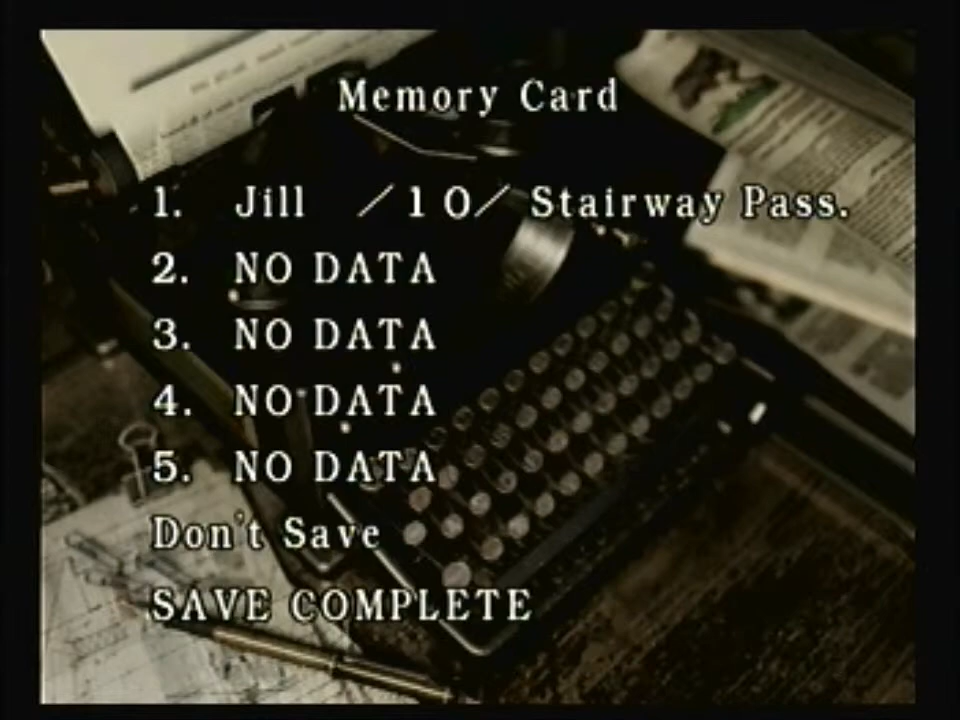 Memory Card
1. Jill /10/ Stairway Pass.
2. NO DATA
3. NO DATA
4. NO DATA
5. NO DATA
Don't Save
SAVE COMPLETE